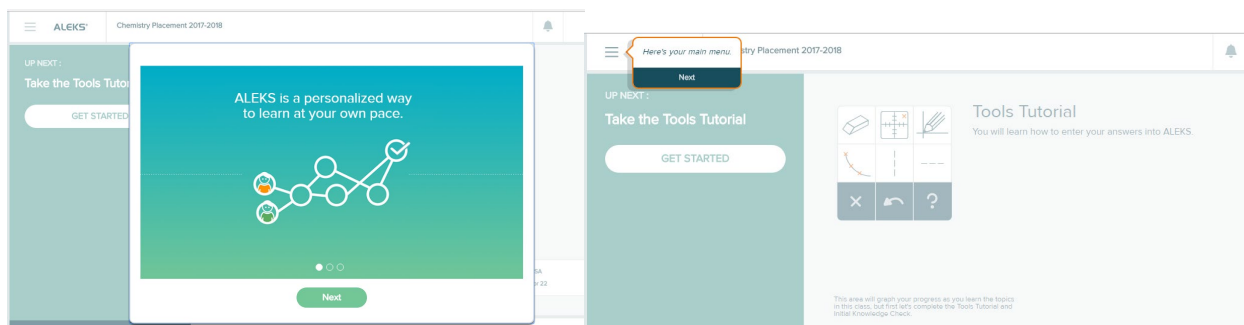 ALEKS®
Chemistry Placement 2017-2018
UP NEXT :
Take the Tools Tutor
GET STARTED
ALEKS is a personalized way
to learn at your own pace.
Next
SA
22
Here's your main menu.
Next
stry Placement 2017-2018
UP NEXT :
Take the Tools Tutorial
GET STARTED
Tools Tutorial
You will learn how to enter your answers into ALEKS.
?
This area will graph your progress as you learn the topics
in this class, but first let's complete the Tools Tutorial and
Initial Knowledge Check.